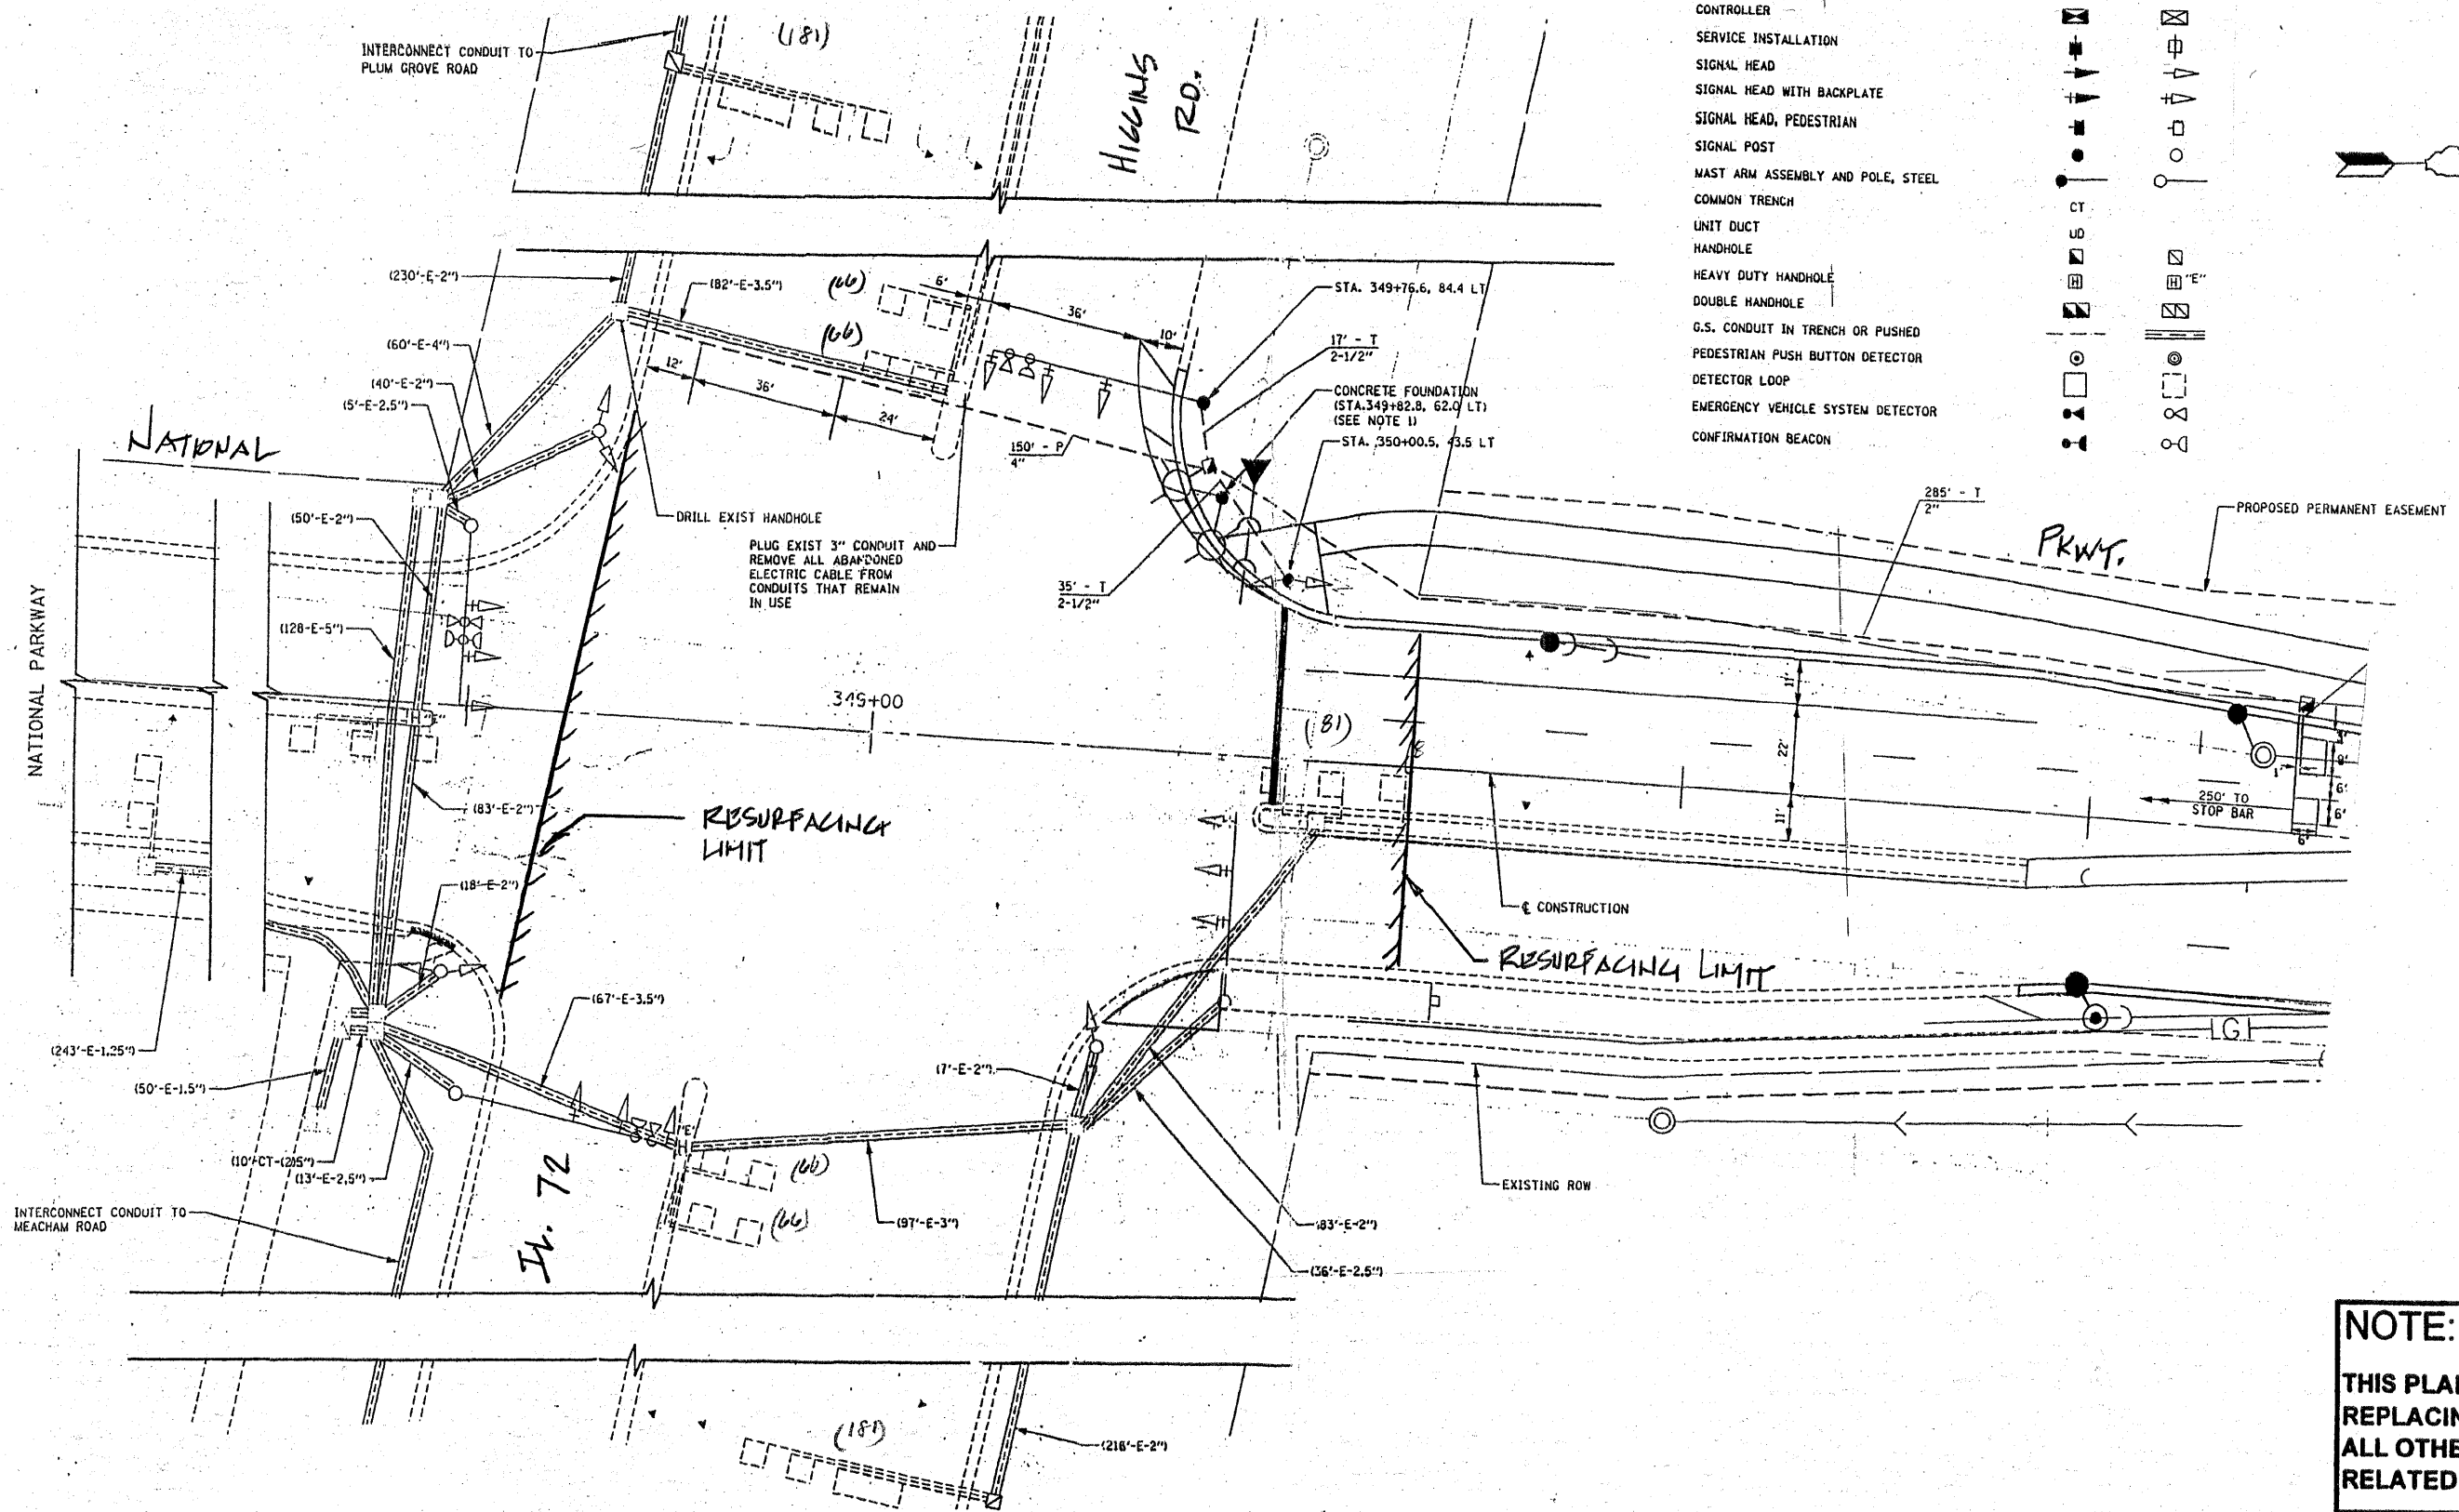 INTERCONNECT CONDUIT TO
PLUM GROVE ROAD
(181)
HIGGINS
RD.
CONTROLLER
SERVICE INSTALLATION
SIGNAL HEAD
SIGNAL HEAD WITH BACKPLATE
SIGNAL HEAD, PEDESTRIAN
SIGNAL POST
MAST ARM ASSEMBLY AND POLE, STEEL
COMMON TRENCH CT
UNIT DUCT UD
HANDHOLE
HEAVY DUTY HANDHOLE H H "E"
DOUBLE HANDHOLE
G.S. CONDUIT IN TRENCH OR PUSHED
PEDESTRIAN PUSH BUTTON DETECTOR
DETECTOR LOOP
EMERGENCY VEHICLE SYSTEM DETECTOR
CONFIRMATION BEACON
(230'-E-2")
(82'-E-3.5")
(66)
6'
36'
10'
STA. 349+76.6, 84.4 LT
(60'-E-4")
(66)
17' - T
2-1/2"
(40'-E-2")
12'
36'
24'
(5'-E-2.5")
CONCRETE FOUNDATION
(STA.349+82.8, 62.0 LT)
(SEE NOTE 1)
STA. 350+00.5, 43.5 LT
NATIONAL
150' - P
4"
(50'-E-2")
DRILL EXIST HANDHOLE
PLUG EXIST 3" CONDUIT AND
REMOVE ALL ABANDONED
ELECTRIC CABLE FROM
CONDUITS THAT REMAIN
IN USE
35' - T
2-1/2"
285' - T
2"
PROPOSED PERMANENT EASEMENT
PKWY.
NATIONAL PARKWAY
(128-E-5")
349+00
(81)
11'
22'
11'
(83'-E-2")
RESURFACING
LIMIT
250' TO
STOP BAR
1'
6'
6'
6'
(18'-E-2")
℄ CONSTRUCTION
RESURFACING LIMIT
(67'-E-3.5")
(243'-E-1.25")
(50'-E-1.5")
(7'-E-2")
G
"E"
H
(13'-E-2.5")
IL. 72
(66)
(66)
EXISTING ROW
INTERCONNECT CONDUIT TO
MEACHAM ROAD
(97'-E-3")
(83'-E-2")
(36'-E-2.5")
(181)
(216'-E-2")
NOTE:
THIS PLA
REPLACIN
ALL OTHE
RELATED